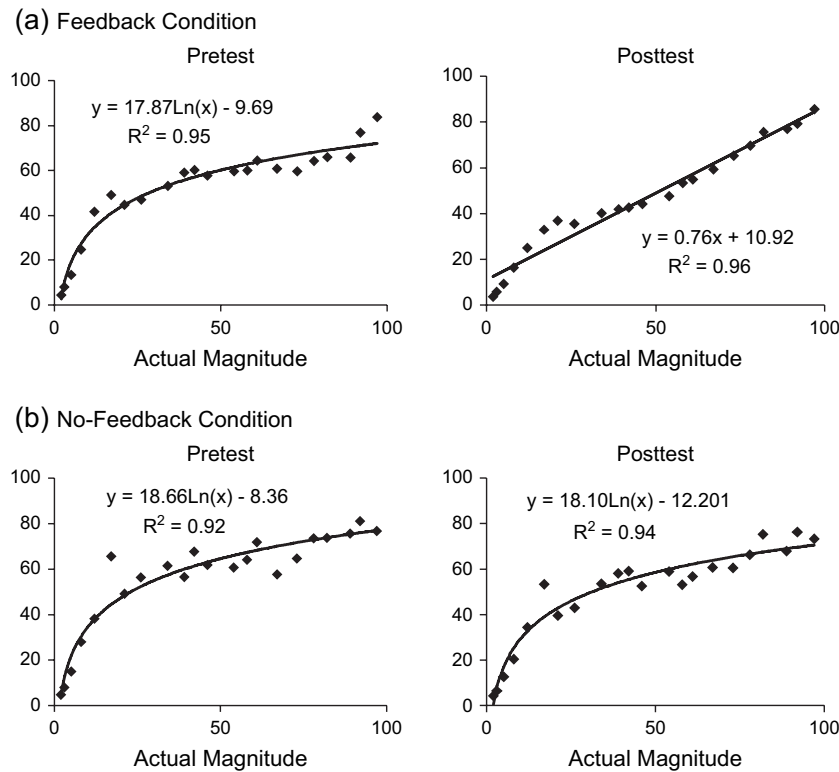 (a) Feedback Condition
Pretest
100
80
60
40
20
0
0
50
100
y = 17.87Ln(x) - 9.69
R² = 0.95
Actual Magnitude
Posttest
100
80
60
40
20
0
0
50
100
y = 0.76x + 10.92
R² = 0.96
Actual Magnitude
(b) No-Feedback Condition
Pretest
100
80
60
40
20
0
0
50
100
y = 18.66Ln(x) - 8.36
R² = 0.92
Actual Magnitude
Posttest
100
80
60
40
20
0
0
50
100
y = 18.10Ln(x) - 12.201
R² = 0.94
Actual Magnitude